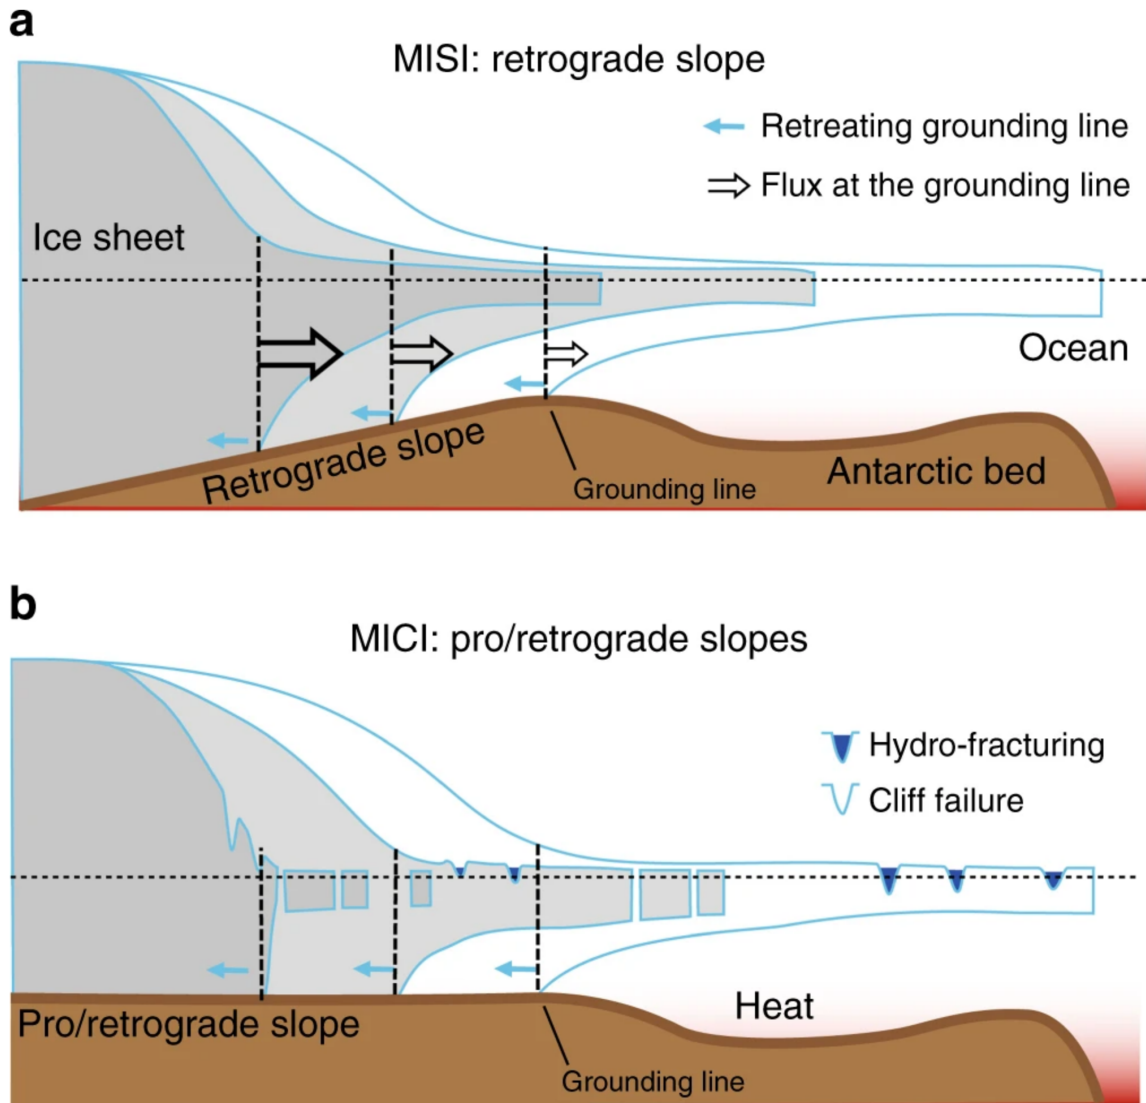 a
MISI: retrograde slope
Retreating grounding line
Flux at the grounding line
Ice sheet
Ocean
Retrograde slope
Grounding line
Antarctic bed
b
MICI: pro/retrograde slopes
Hydro-fracturing
Cliff failure
Heat
Pro/retrograde slope
Grounding line